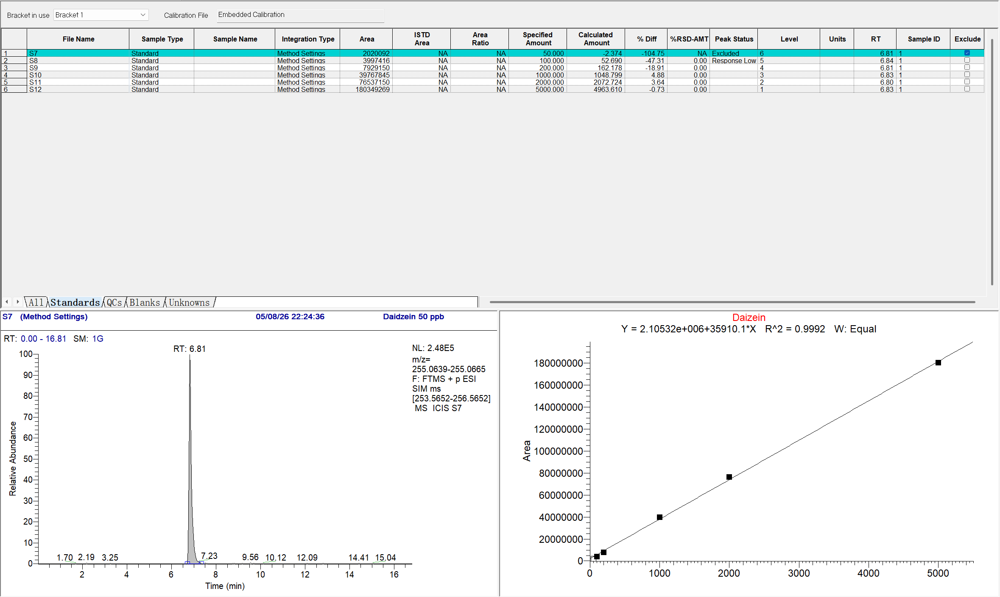 Bracket in use Bracket 1 Calibration File Embedded Calibration
File Name Sample Type Sample Name Integration Type Area ISTD Area Area Ratio Specified Amount Calculated Amount % Diff %RSD-AMT Peak Status Level Units RT Sample ID Exclude
1 S7 Standard Method Settings 2020092 NA NA 50.000 -2.374 -104.75 NA Excluded 6 6.81 1
2 S8 Standard Method Settings 3997416 NA NA 100.000 52.690 -47.31 0.00 Response Low 5 6.84 1
3 S9 Standard Method Settings 7929150 NA NA 200.000 162.178 -18.91 0.00 4 6.81 1
4 S10 Standard Method Settings 39767845 NA NA 1000.000 1048.799 4.88 0.00 3 6.83 1
5 S11 Standard Method Settings 76537150 NA NA 2000.000 2072.724 3.64 0.00 2 6.80 1
6 S12 Standard Method Settings 180349269 NA NA 5000.000 4963.610 -0.73 0.00 1 6.83 1
All Standards QCs Blanks Unknowns
S7 (Method Settings) 05/08/26 22:24:36 Daidzein 50 ppb
RT: 0.00 - 16.81 SM: 1G
RT: 6.81
NL: 2.48E5
m/z=
255.0639-255.0665
F: FTMS + p ESI
SIM ms
[253.5652-256.5652]
MS ICIS S7
100
90
80
70
60
50
40
30
20
10
0
Relative Abundance
1.70 2.19 3.25 7.23 9.56 10.12 12.09 14.41 15.04
2 4 6 8 10 12 14 16
Time (min)
Daizein
Y = 2.10532e+006+35910.1*X R^2 = 0.9992 W: Equal
180000000
160000000
140000000
120000000
100000000
80000000
60000000
40000000
20000000
0
Area
0 1000 2000 3000 4000 5000